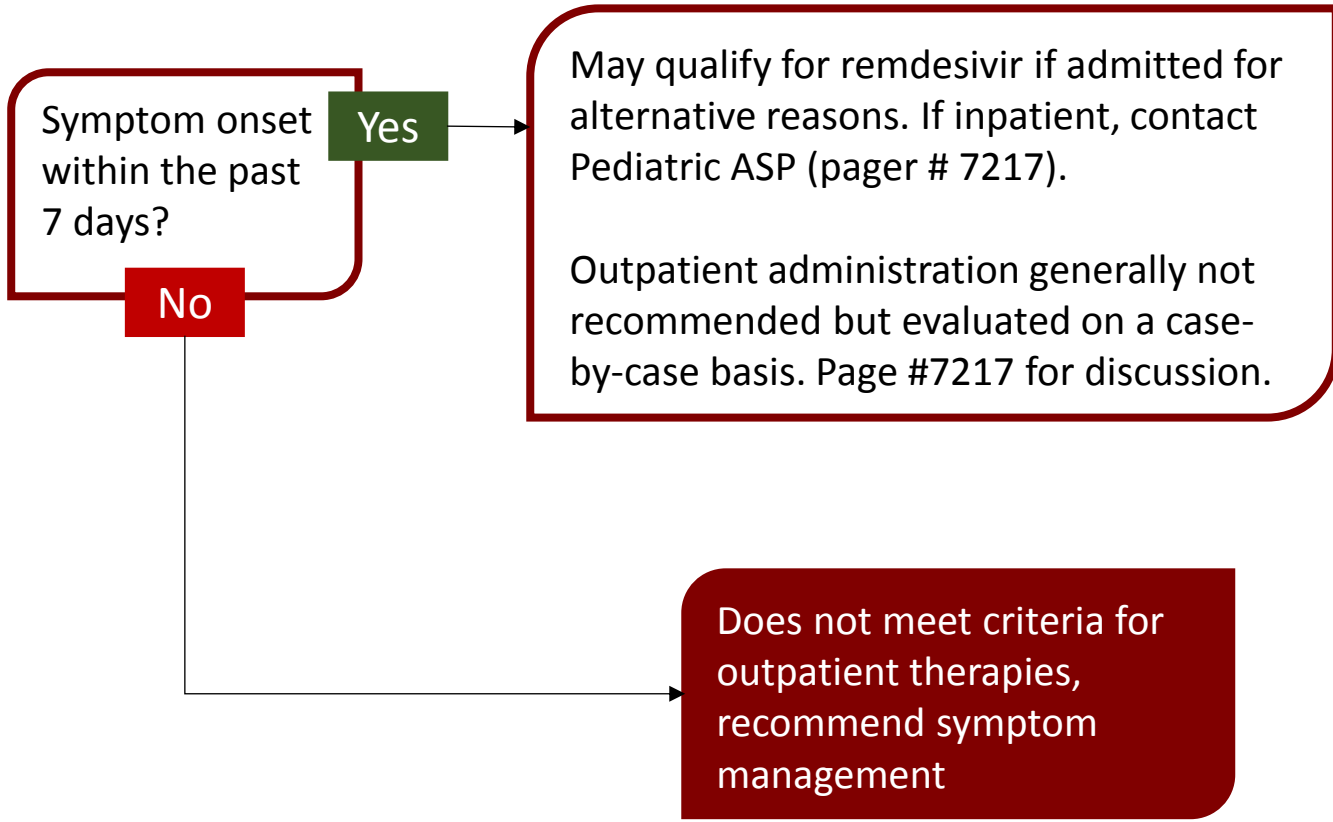 Symptom onset
within the past
7 days?
Yes
No
May qualify for remdesivir if admitted for
alternative reasons. If inpatient, contact
Pediatric ASP (pager # 7217).
Outpatient administration generally not
recommended but evaluated on a case-
by-case basis. Page #7217 for discussion.
Does not meet criteria for
outpatient therapies,
recommend symptom
management